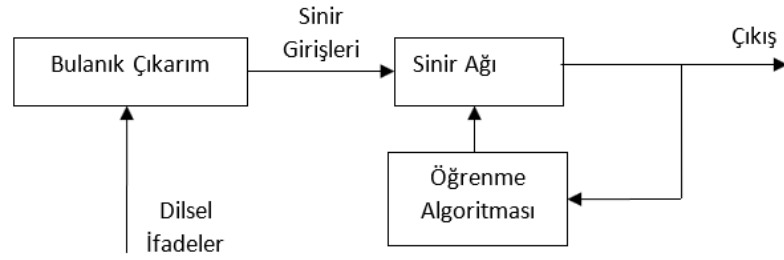 Sinir
Girişleri
Çıkış
Bulanık Çıkarım
Sinir Ağı
Öğrenme
Algoritması
Dilsel
İfadeler